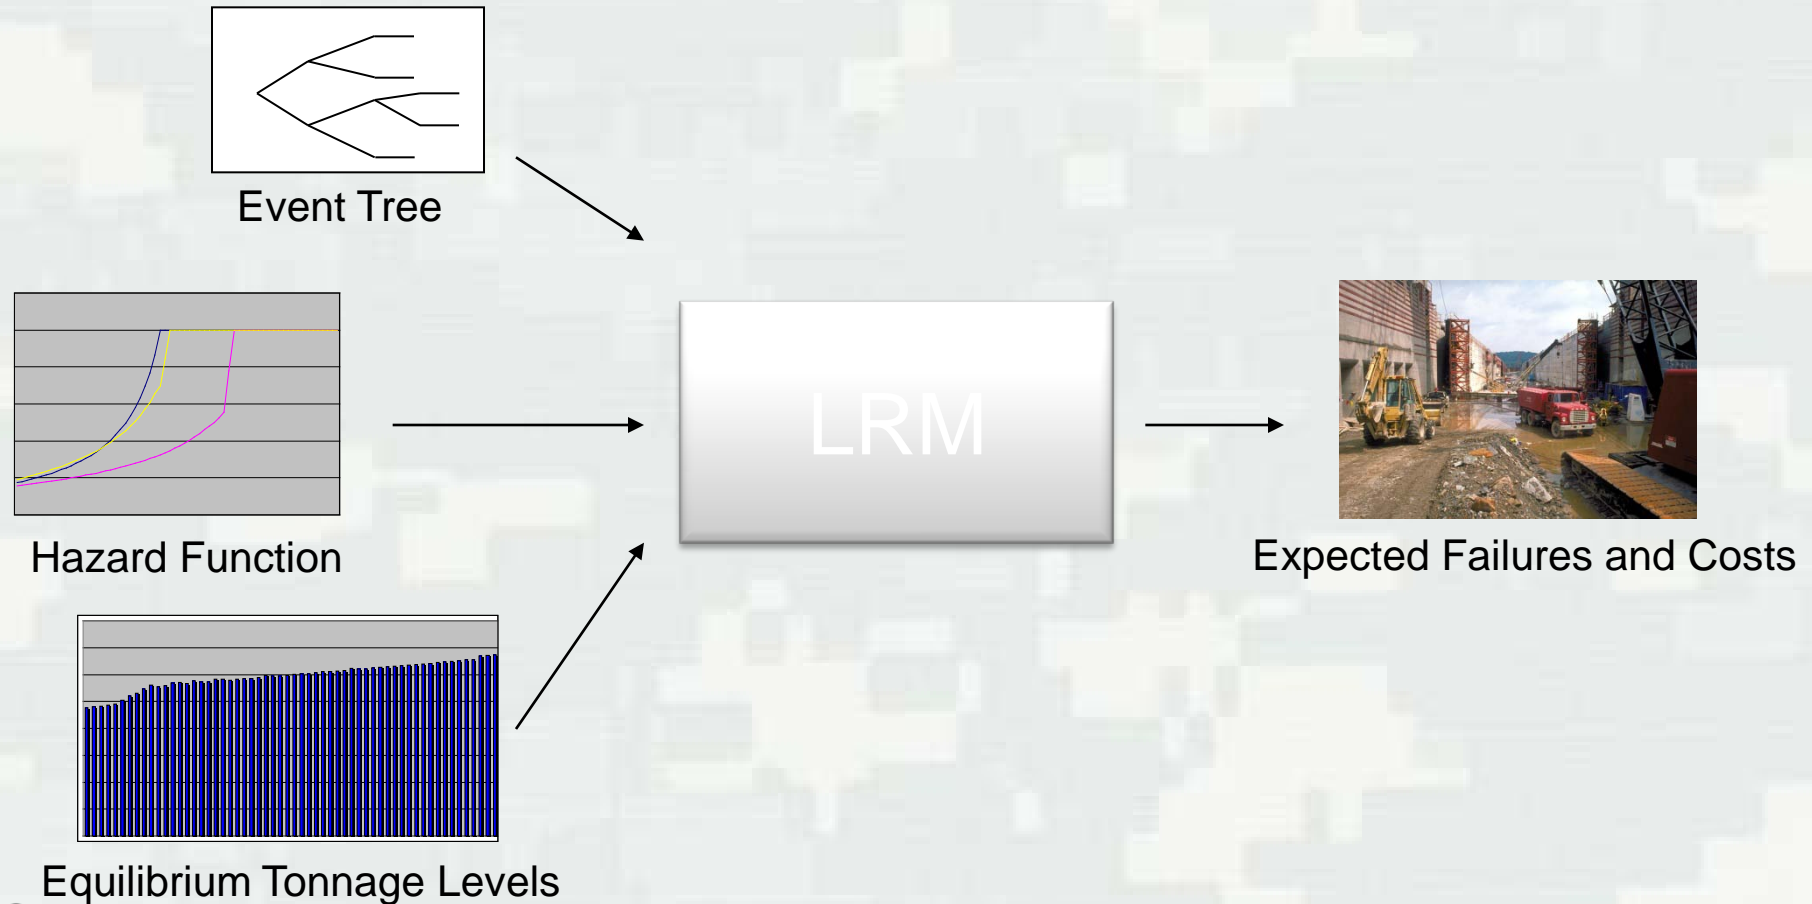 Event Tree
Hazard Function
LRM
Expected Failures and Costs
Equilibrium Tonnage Levels